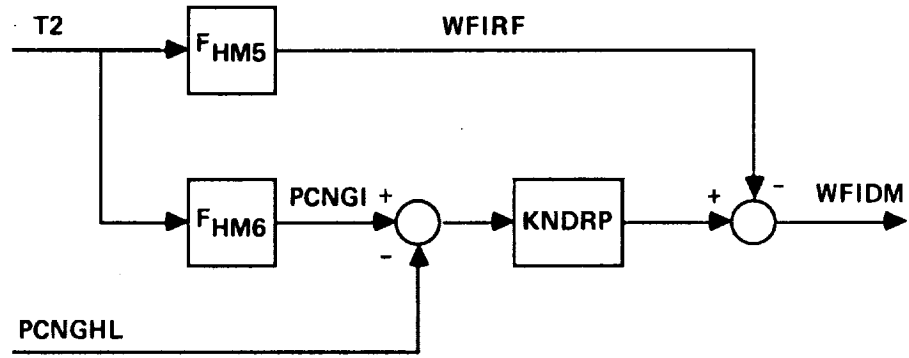 T2
FHM5
WFIRF
FHM6
PCNGI
+
-
KNDRP
+
-
WFIDM
PCNGHL